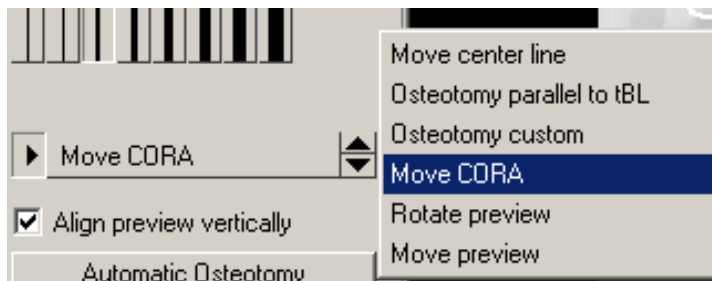 Move center line
Osteotomy parallel to tBL
Osteotomy custom
Move CORA
Move CORA
Rotate preview
Align preview vertically
Move preview
Automatic Osteotomy